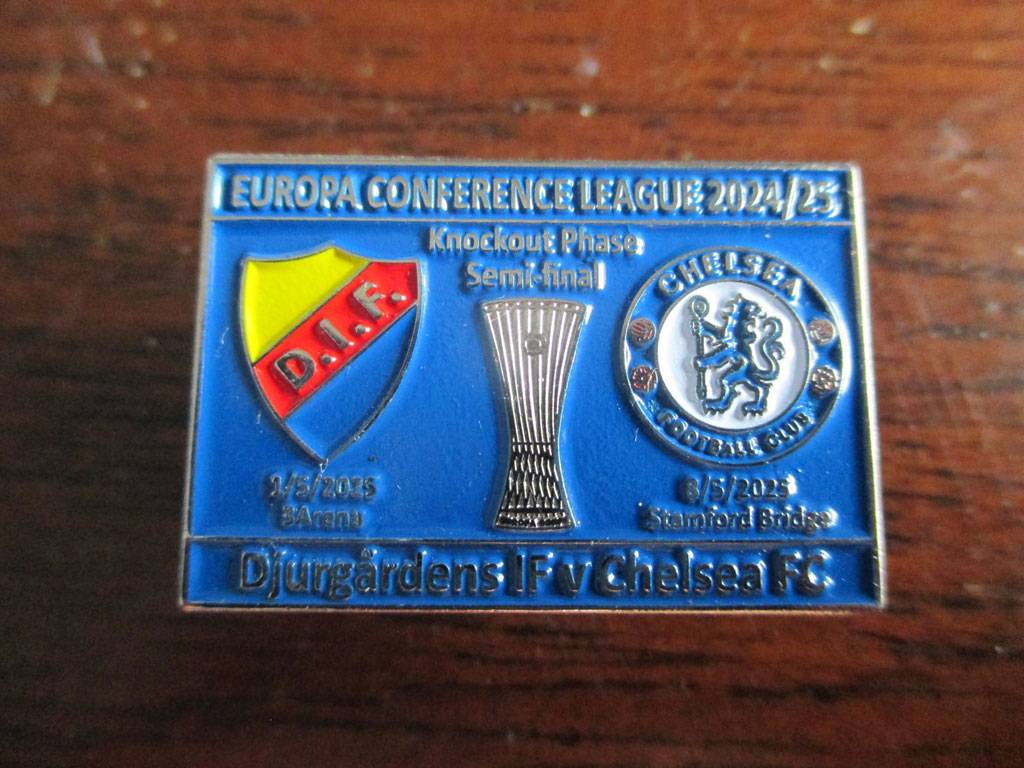 EUROPA CONFERENCE LEAGUE 2024/25
Knockout Phase
Semi-final
D.I.F.
CHELSEA
FOOTBALL CLUB
1/5/2025
3Arena
8/5/2025
Stamford Bridge
Djurgårdens IF v Chelsea FC